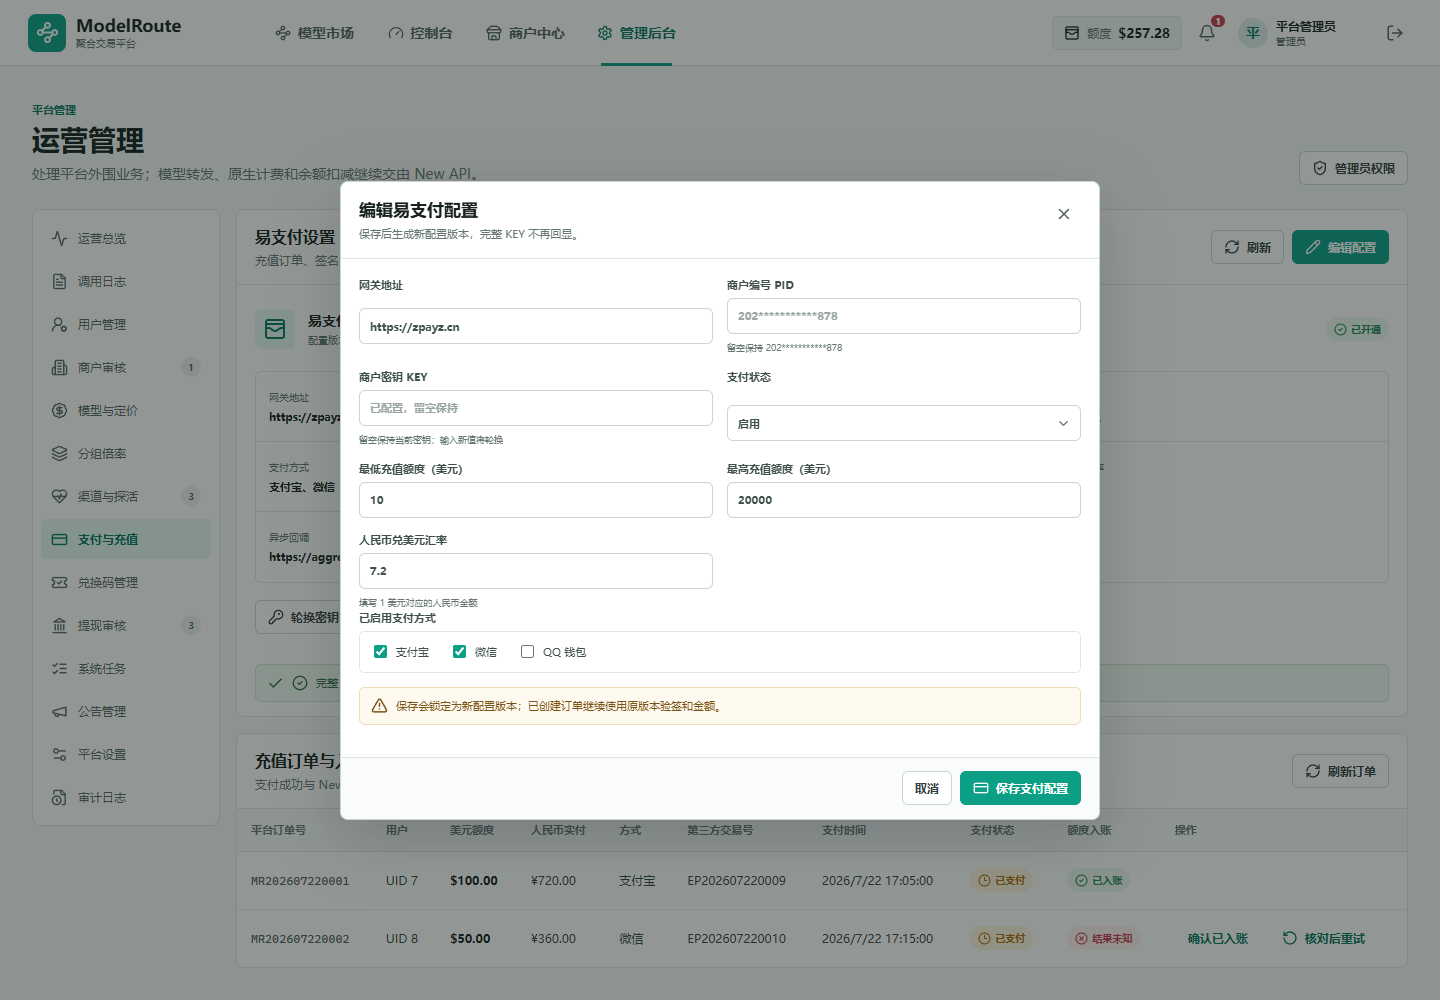 ModelRoute
聚合交易平台
模型市场
控制台
商户中心
管理后台
额度 $257.28
1
平
平台管理员
管理员
平台管理
运营管理
处理平台外围业务；模型转发、原生计费和余额扣减继续交由 New API。
管理员权限
运营总览
调用日志
用户管理
商户审核 1
模型与定价
分组倍率
渠道与探活 3
支付与充值
兑换码管理
提现审核 3
系统任务
公告管理
平台设置
审计日志
易支付设置
充值订单、签名
刷新
编辑配置
配置版
已开通
网关地址
https://zpayz
支付方式
支付宝、微信
异步回调
https://aggre
轮换密钥
完整
编辑易支付配置
保存后生成新配置版本，完整 KEY 不再回显。
网关地址
https://zpayz.cn
商户编号 PID
202***********878
留空保持 202***********878
商户密钥 KEY
已配置，留空保持
留空保持当前密钥；输入新值将轮换
支付状态
启用
最低充值额度（美元）
10
最高充值额度（美元）
20000
人民币兑美元汇率
7.2
填写 1 美元对应的人民币金额
已启用支付方式
支付宝
微信
QQ 钱包
保存会锁定为新配置版本；已创建订单继续使用原版本验签和金额。
取消
保存支付配置
充值订单与
支付成功与 New
刷新订单
平台订单号 用户 美元额度 人民币实付 方式 第三方交易号 支付时间 支付状态 额度入账 操作
MR202607220001 UID 7 $100.00 ¥720.00 支付宝 EP202607220009 2026/7/22 17:05:00 已支付 已入账
MR202607220002 UID 8 $50.00 ¥360.00 微信 EP202607220010 2026/7/22 17:15:00 已支付 结果未知 确认已入账 核对后重试